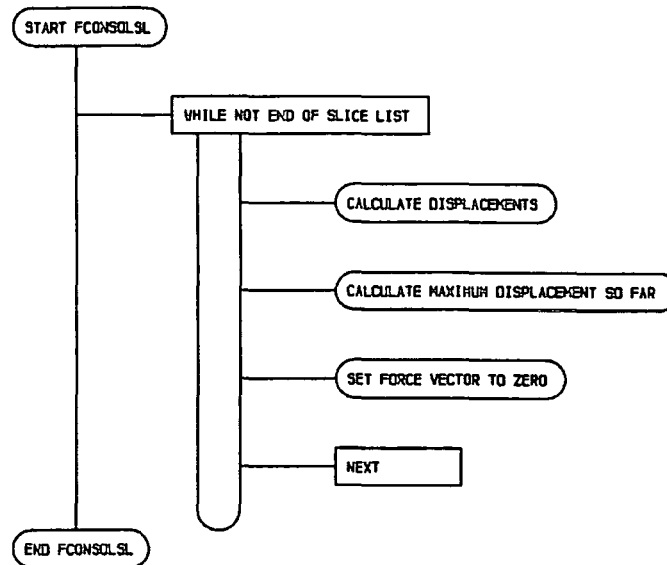 START FCONSOLSL
WHILE NOT END OF SLICE LIST
CALCULATE DISPLACEMENTS
CALCULATE MAXIMUM DISPLACEMENT SO FAR
SET FORCE VECTOR TO ZERO
NEXT
END FCONSOLSL